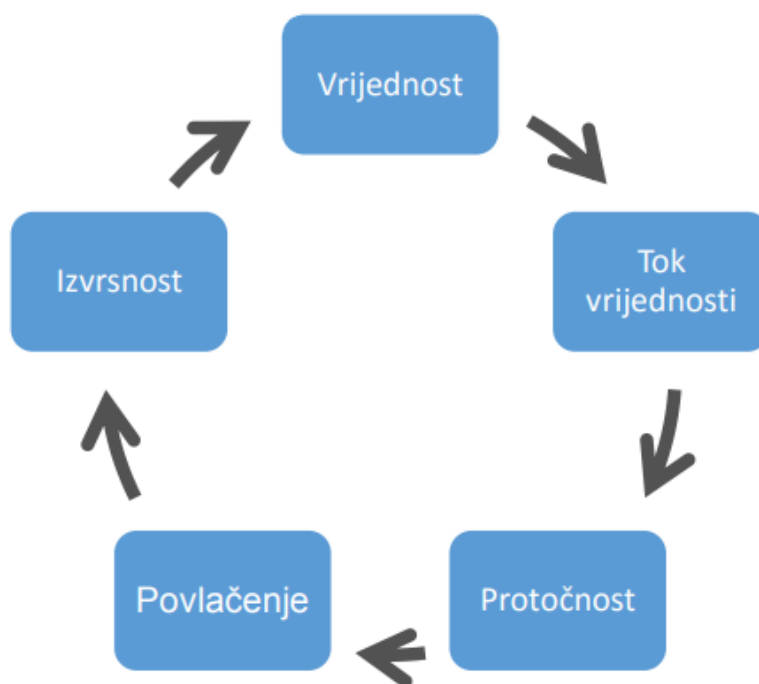 Vrijednost
Tok
vrijednosti
Protočnost
Povlačenje
Izvrsnost